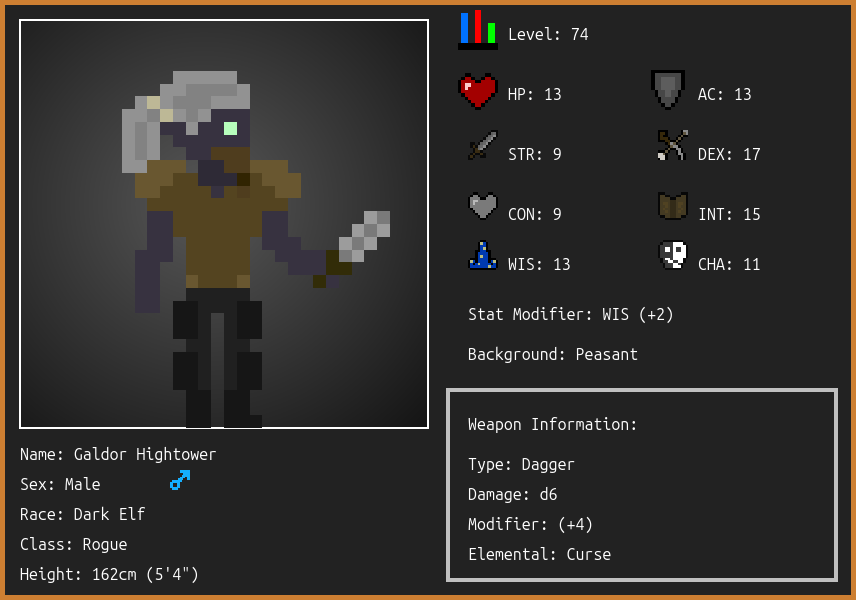 Level: 74
HP: 13
AC: 13
STR: 9
DEX: 17
CON: 9
INT: 15
WIS: 13
CHA: 11
Stat Modifier: WIS (+2)
Background: Peasant
Weapon Information:
Type: Dagger
Damage: d6
Modifier: (+4)
Elemental: Curse
Name: Galdor Hightower
Sex: Male
Race: Dark Elf
Class: Rogue
Height: 162cm (5'4")